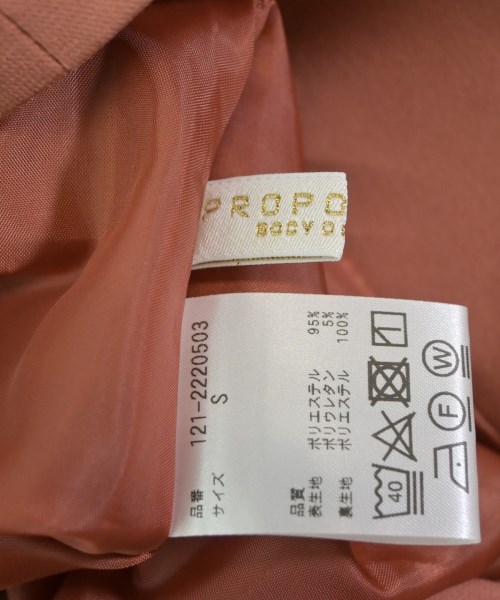 PROPO
BODY D
品番 121-2220503
サイズ S
品質
表生地 ポリエステル 95%
ポリウレタン 5%
裏生地 ポリエステル 100%
40
F
W